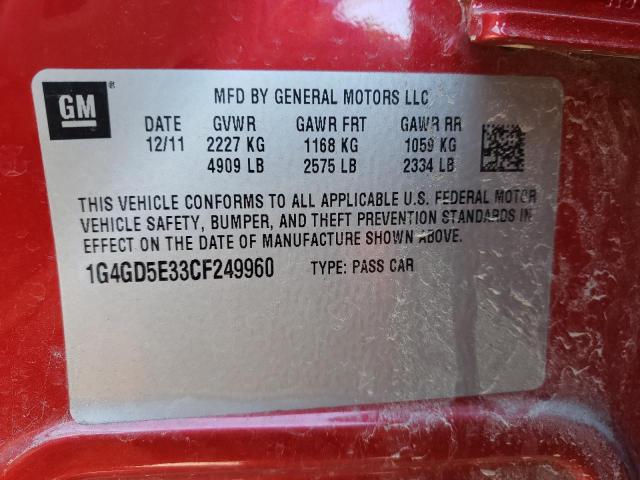 GM ®
MFD BY GENERAL MOTORS LLC
DATE GVWR GAWR FRT GAWR RR
12/11 2227 KG 1168 KG 1059 KG
4909 LB 2575 LB 2334 LB
THIS VEHICLE CONFORMS TO ALL APPLICABLE U.S. FEDERAL MOTOR
VEHICLE SAFETY, BUMPER, AND THEFT PREVENTION STANDARDS IN
EFFECT ON THE DATE OF MANUFACTURE SHOWN ABOVE.
1G4GD5E33CF249960 TYPE: PASS CAR